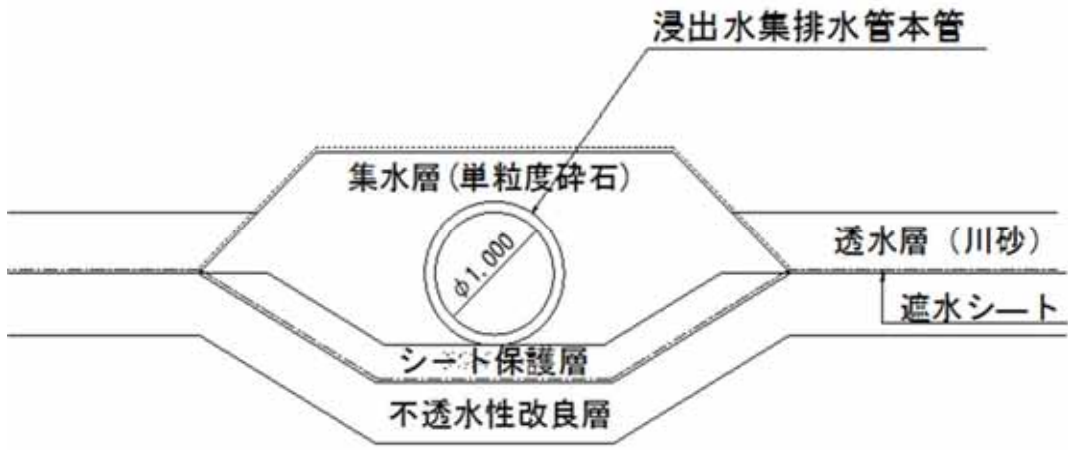 浸出水集排水管本管
集水層(単粒度砕石)
φ1,000
透水層（川砂）
遮水シート
シート保護層
不透水性改良層